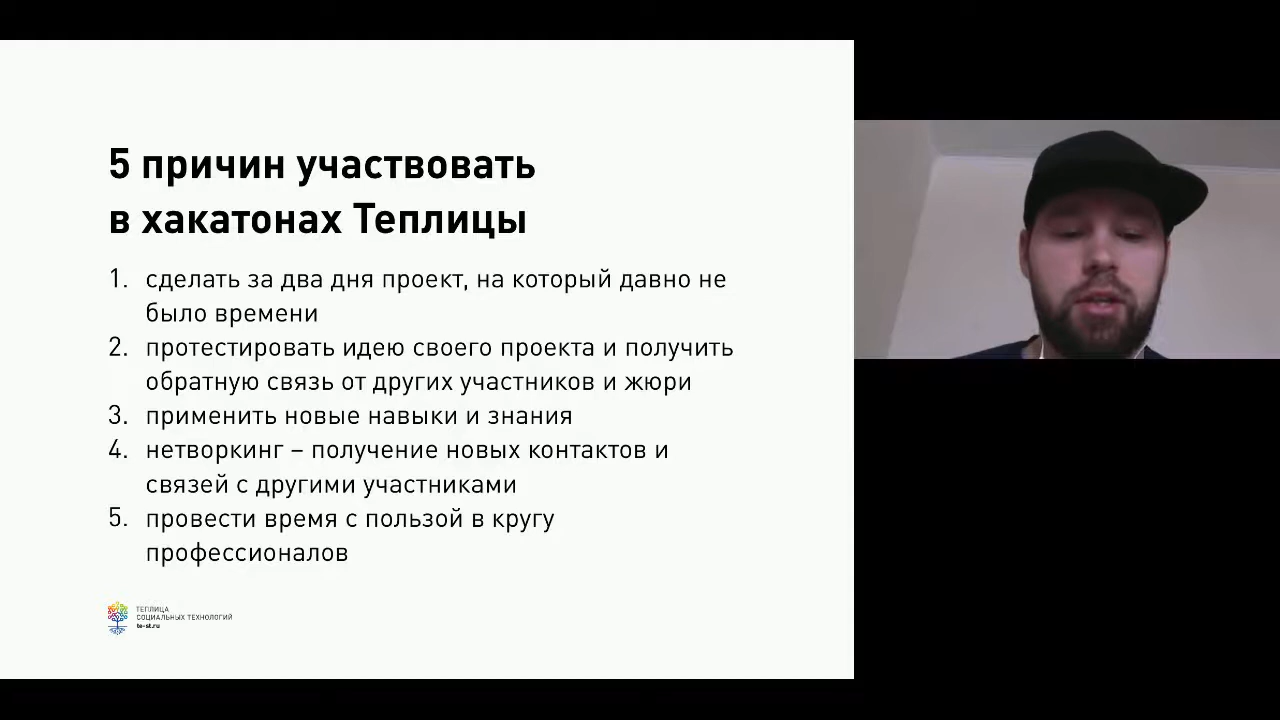 5 причин участвовать
в хакатонах Теплицы
1. сделать за два дня проект, на который давно не
было времени
2. протестировать идею своего проекта и получить
обратную связь от других участников и жюри
3. применить новые навыки и знания
4. нетворкинг – получение новых контактов и
связей с другими участниками
5. провести время с пользой в кругу
профессионалов
ТЕПЛИЦА
СОЦИАЛЬНЫХ ТЕХНОЛОГИЙ
te-st.ru